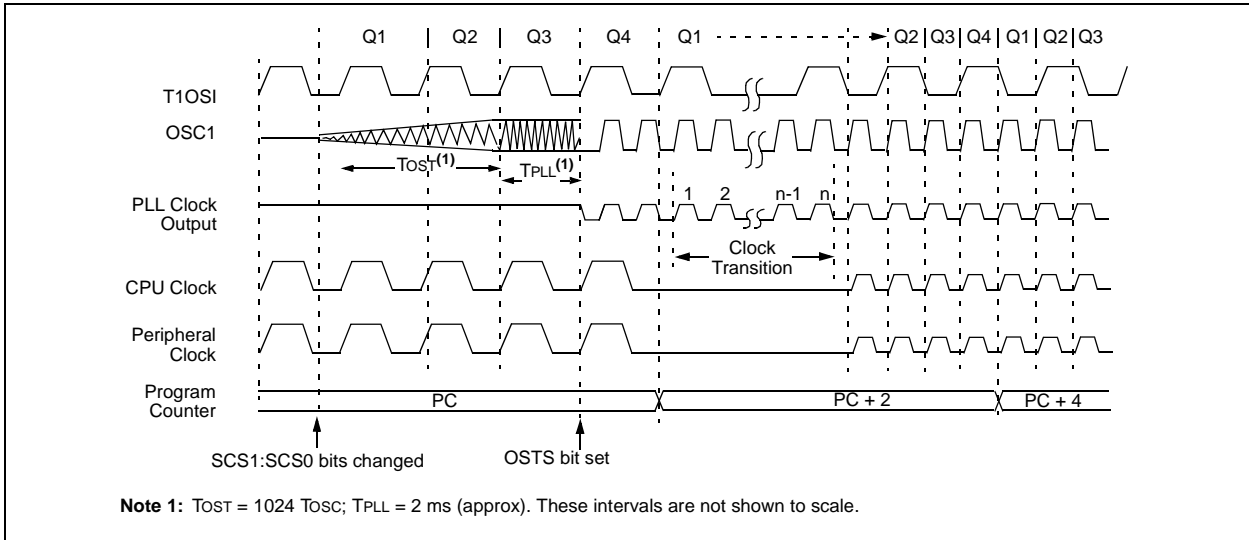 Q1 Q2 Q3 Q4 Q1 Q2 Q3 Q4 Q1 Q2 Q3
T1OSI
OSC1
TOST(1)
TPLL(1)
PLL Clock
Output
1 2 n-1 n
Clock
Transition
CPU Clock
Peripheral
Clock
Program
Counter
PC PC + 2 PC + 4
SCS1:SCS0 bits changed
OSTS bit set
Note 1: TOST = 1024 TOSC; TPLL = 2 ms (approx). These intervals are not shown to scale.